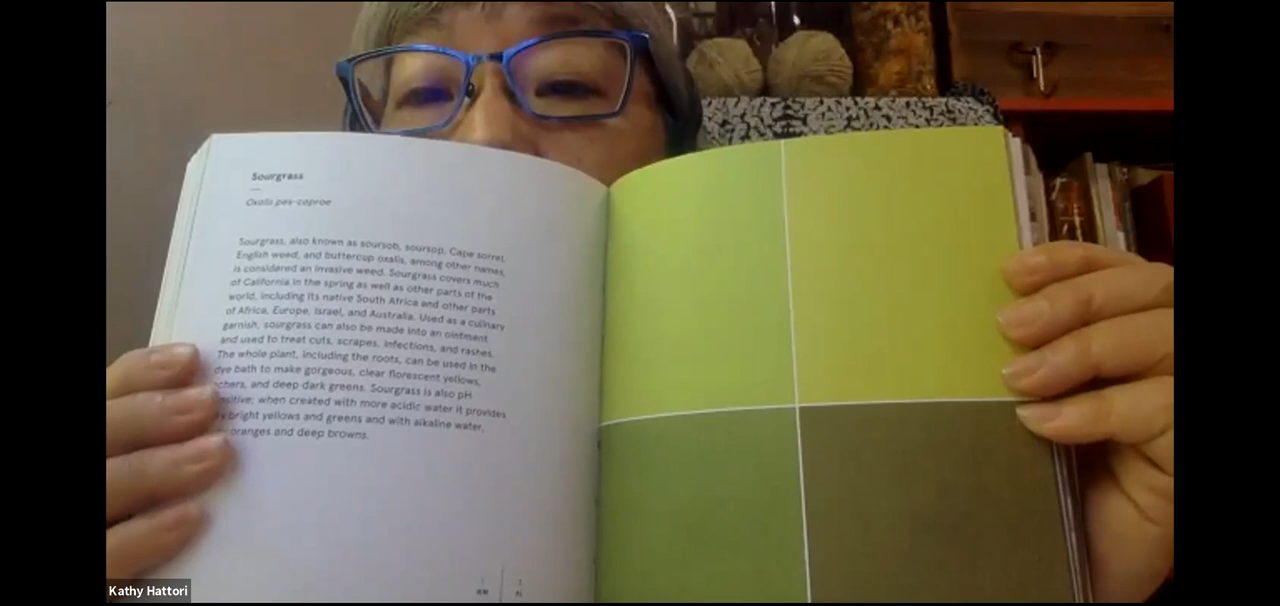 Sourgrass
Oxalis pes-caprae
Sourgrass, also known as soursob, soursop, Cape sorrel,
English weed, and buttercup oxalis, among other names,
is considered an invasive weed. Sourgrass covers much
of California in the spring as well as other parts of the
world, including its native South Africa and other parts
of Africa, Europe, Israel, and Australia. Used as a culinary
garnish, sourgrass can also be made into an ointment
and used to treat cuts, scrapes, infections, and rashes.
The whole plant, including the roots, can be used in the
dye bath to make gorgeous, clear florescent yellows,
and deep dark greens. Sourgrass is also pH
when created with more acidic water it provides
bright yellows and greens and with alkaline water,
oranges and deep browns.
Kathy Hattori